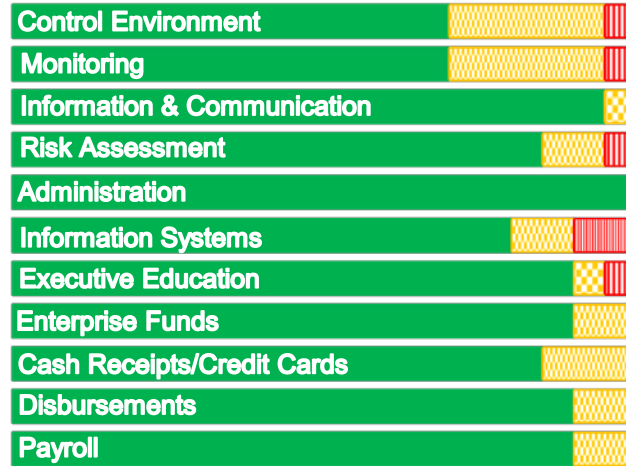 Control Environment
Monitoring
Information & Communication
Risk Assessment
Administration
Information Systems
Executive Education
Enterprise Funds
Cash Receipts/Credit Cards
Disbursements
Payroll